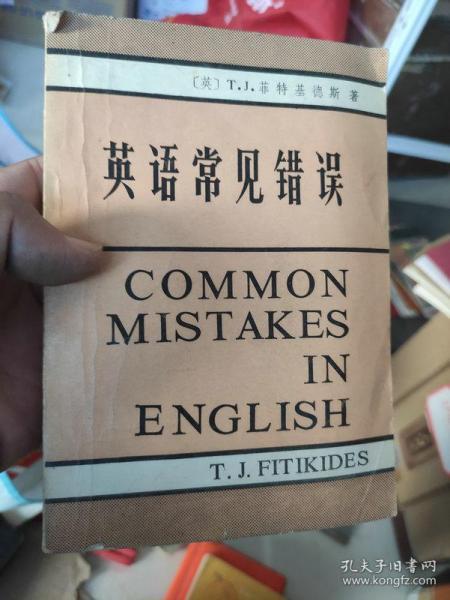 〔英〕T.J.菲特基德斯 著
英语常见错误
COMMON
MISTAKES
IN
ENGLISH
T. J. FITIKIDES
孔夫子旧书网
www.kongfz.com